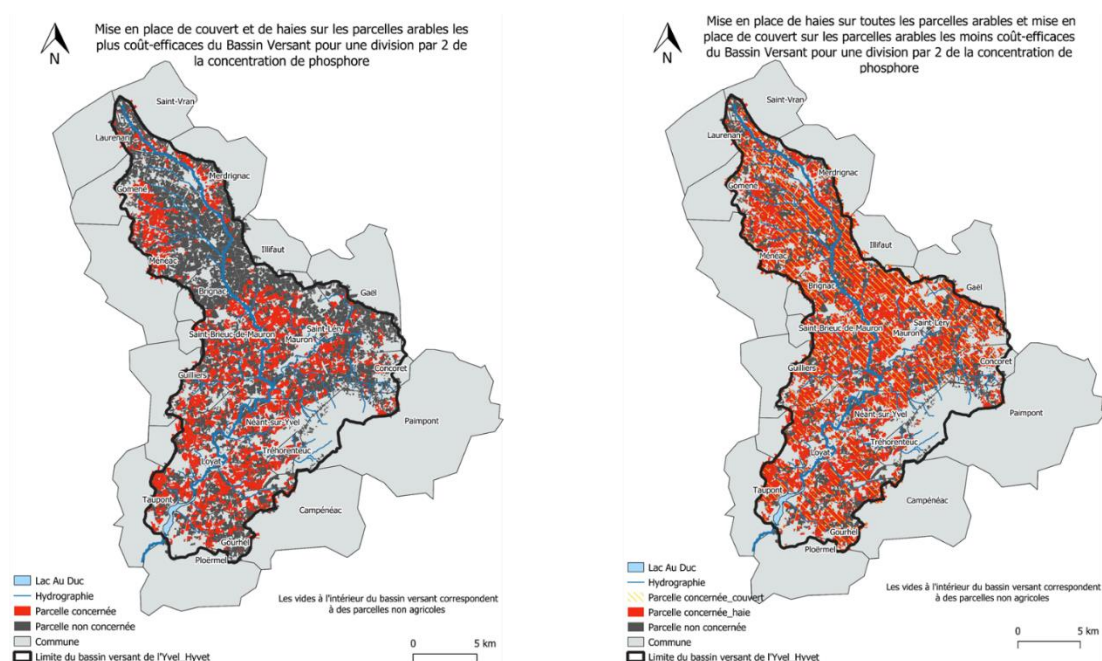 Mise en place de couvert et de haies sur les parcelles arables les
plus coût-efficaces du Bassin Versant pour une division par 2 de
la concentration de phosphore
N
Saint-Vran
Laurenan
Merdrignac
Gomené
Illifaut
Ménéac
Brignac
Gaël
Saint-Brieuc de Mauron
Saint-Léry
Mauron
Guilliers
Concoret
Paimpont
Néant-sur-Yvel
Tréhorenteuc
Loyat
Taupont
Campénéac
Gourhel
Ploërmel
Lac Au Duc
Hydrographie
Parcelle concernée
Parcelle non concernée
Commune
Limite du bassin versant de l'Yvel_Hyvet
Les vides à l'intérieur du bassin versant correspondent
à des parcelles non agricoles
0 5 km
Mise en place de haies sur toutes les parcelles arables et mise en
place de couvert sur les parcelles arables les moins coût-efficaces
du Bassin Versant pour une division par 2 de la concentration de
phosphore
N
Saint-Vran
Laurenan
Merdrignac
Gomené
Illifaut
Ménéac
Brignac
Gaël
Saint-Brieuc de Mauron
Saint-Léry
Mauron
Guilliers
Concoret
Paimpont
Néant-sur-Yvel
Tréhorenteuc
Loyat
Taupont
Campénéac
Gourhel
Ploërmel
Lac Au Duc
Hydrographie
Parcelle concernée_couvert
Parcelle concernée_haie
Parcelle non concernée
Commune
Limite du bassin versant de l'Yvel_Hyvet
Les vides à l'intérieur du bassin versant correspondent
à des parcelles non agricoles
0 5 km